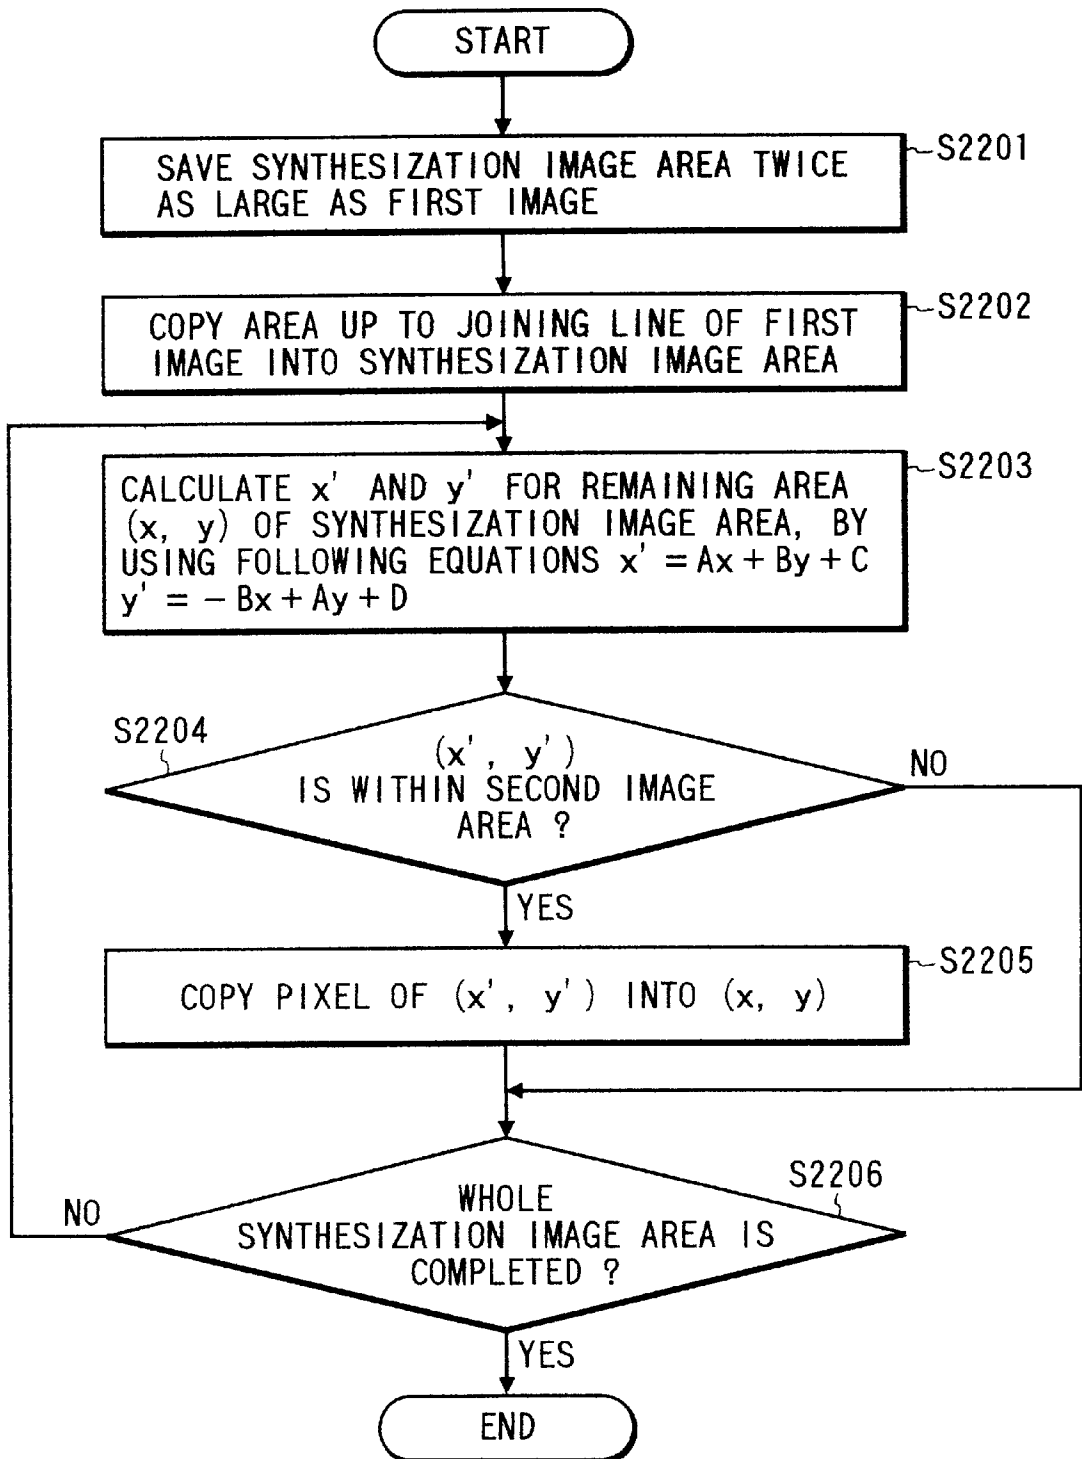 START
SAVE SYNTHESIZATION IMAGE AREA TWICE
AS LARGE AS FIRST IMAGE
S2201
COPY AREA UP TO JOINING LINE OF FIRST
IMAGE INTO SYNTHESIZATION IMAGE AREA
S2202
CALCULATE x' AND y' FOR REMAINING AREA
(x, y) OF SYNTHESIZATION IMAGE AREA, BY
USING FOLLOWING EQUATIONS x' = Ax + By + C
y' = − Bx + Ay + D
S2203
S2204
(x', y')
IS WITHIN SECOND IMAGE
AREA ?
NO
YES
COPY PIXEL OF (x', y') INTO (x, y)
S2205
S2206
WHOLE
SYNTHESIZATION IMAGE AREA IS
COMPLETED ?
NO
YES
END